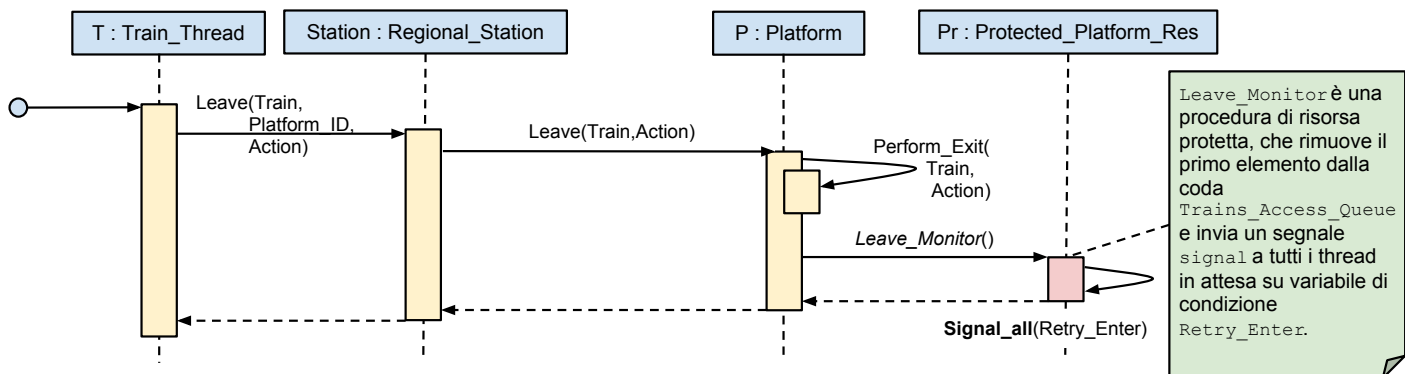 T : Train_Thread
Station : Regional_Station
P : Platform
Pr : Protected_Platform_Res
Leave(Train,
Platform_ID,
Action)
Leave(Train,Action)
Perform_Exit(
Train,
Action)
Leave_Monitor()
Signal_all(Retry_Enter)
Leave_Monitor è una
procedura di risorsa
protetta, che rimuove il
primo elemento dalla
coda
Trains_Access_Queue
e invia un segnale
signal a tutti i thread
in attesa su variabile di
condizione
Retry_Enter.